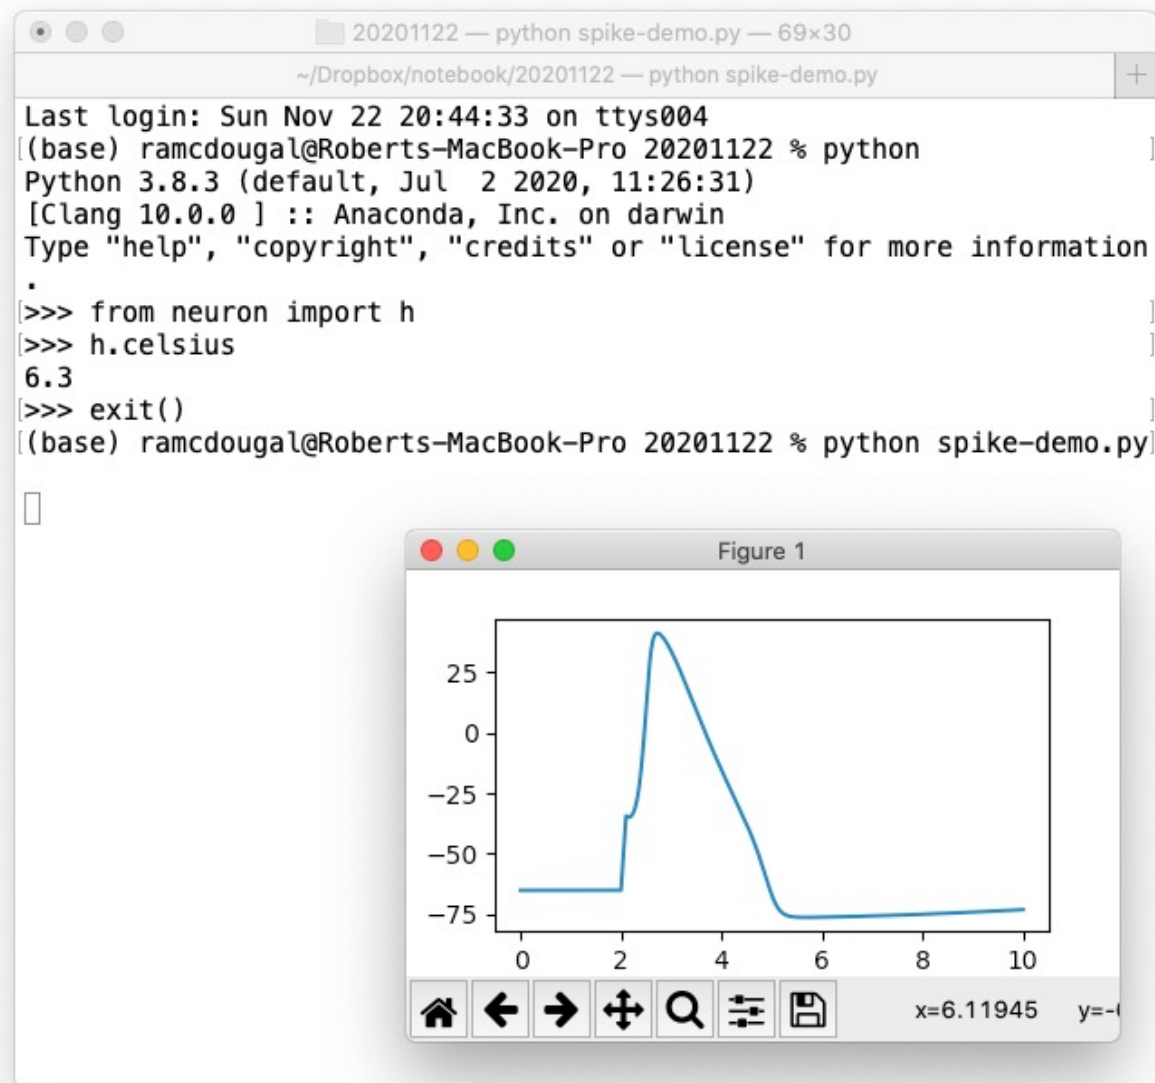 20201122 — python spike-demo.py — 69×30
~/Dropbox/notebook/20201122 — python spike-demo.py
Last login: Sun Nov 22 20:44:33 on ttys004
[(base) ramcdougal@Roberts-MacBook-Pro 20201122 % python ]
Python 3.8.3 (default, Jul  2 2020, 11:26:31)
[Clang 10.0.0 ] :: Anaconda, Inc. on darwin
Type "help", "copyright", "credits" or "license" for more information
.
[>>> from neuron import h ]
[>>> h.celsius ]
6.3
[>>> exit() ]
[(base) ramcdougal@Roberts-MacBook-Pro 20201122 % python spike-demo.py]
Figure 1
25
0
−25
−50
−75
0 2 4 6 8 10
x=6.11945 y=-